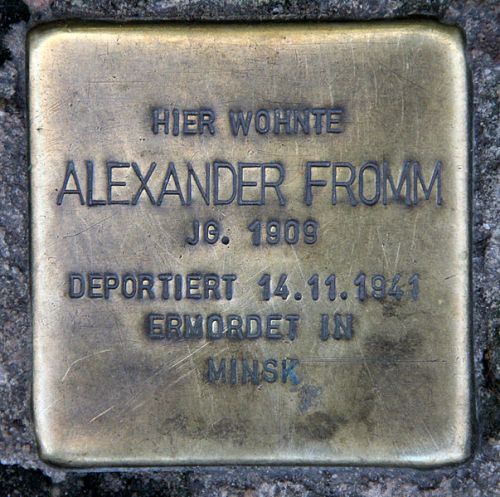 HIER WOHNTE
ALEXANDER FROMM
JG. 1909
DEPORTIERT 14.11.1941
ERMORDET IN
MINSK